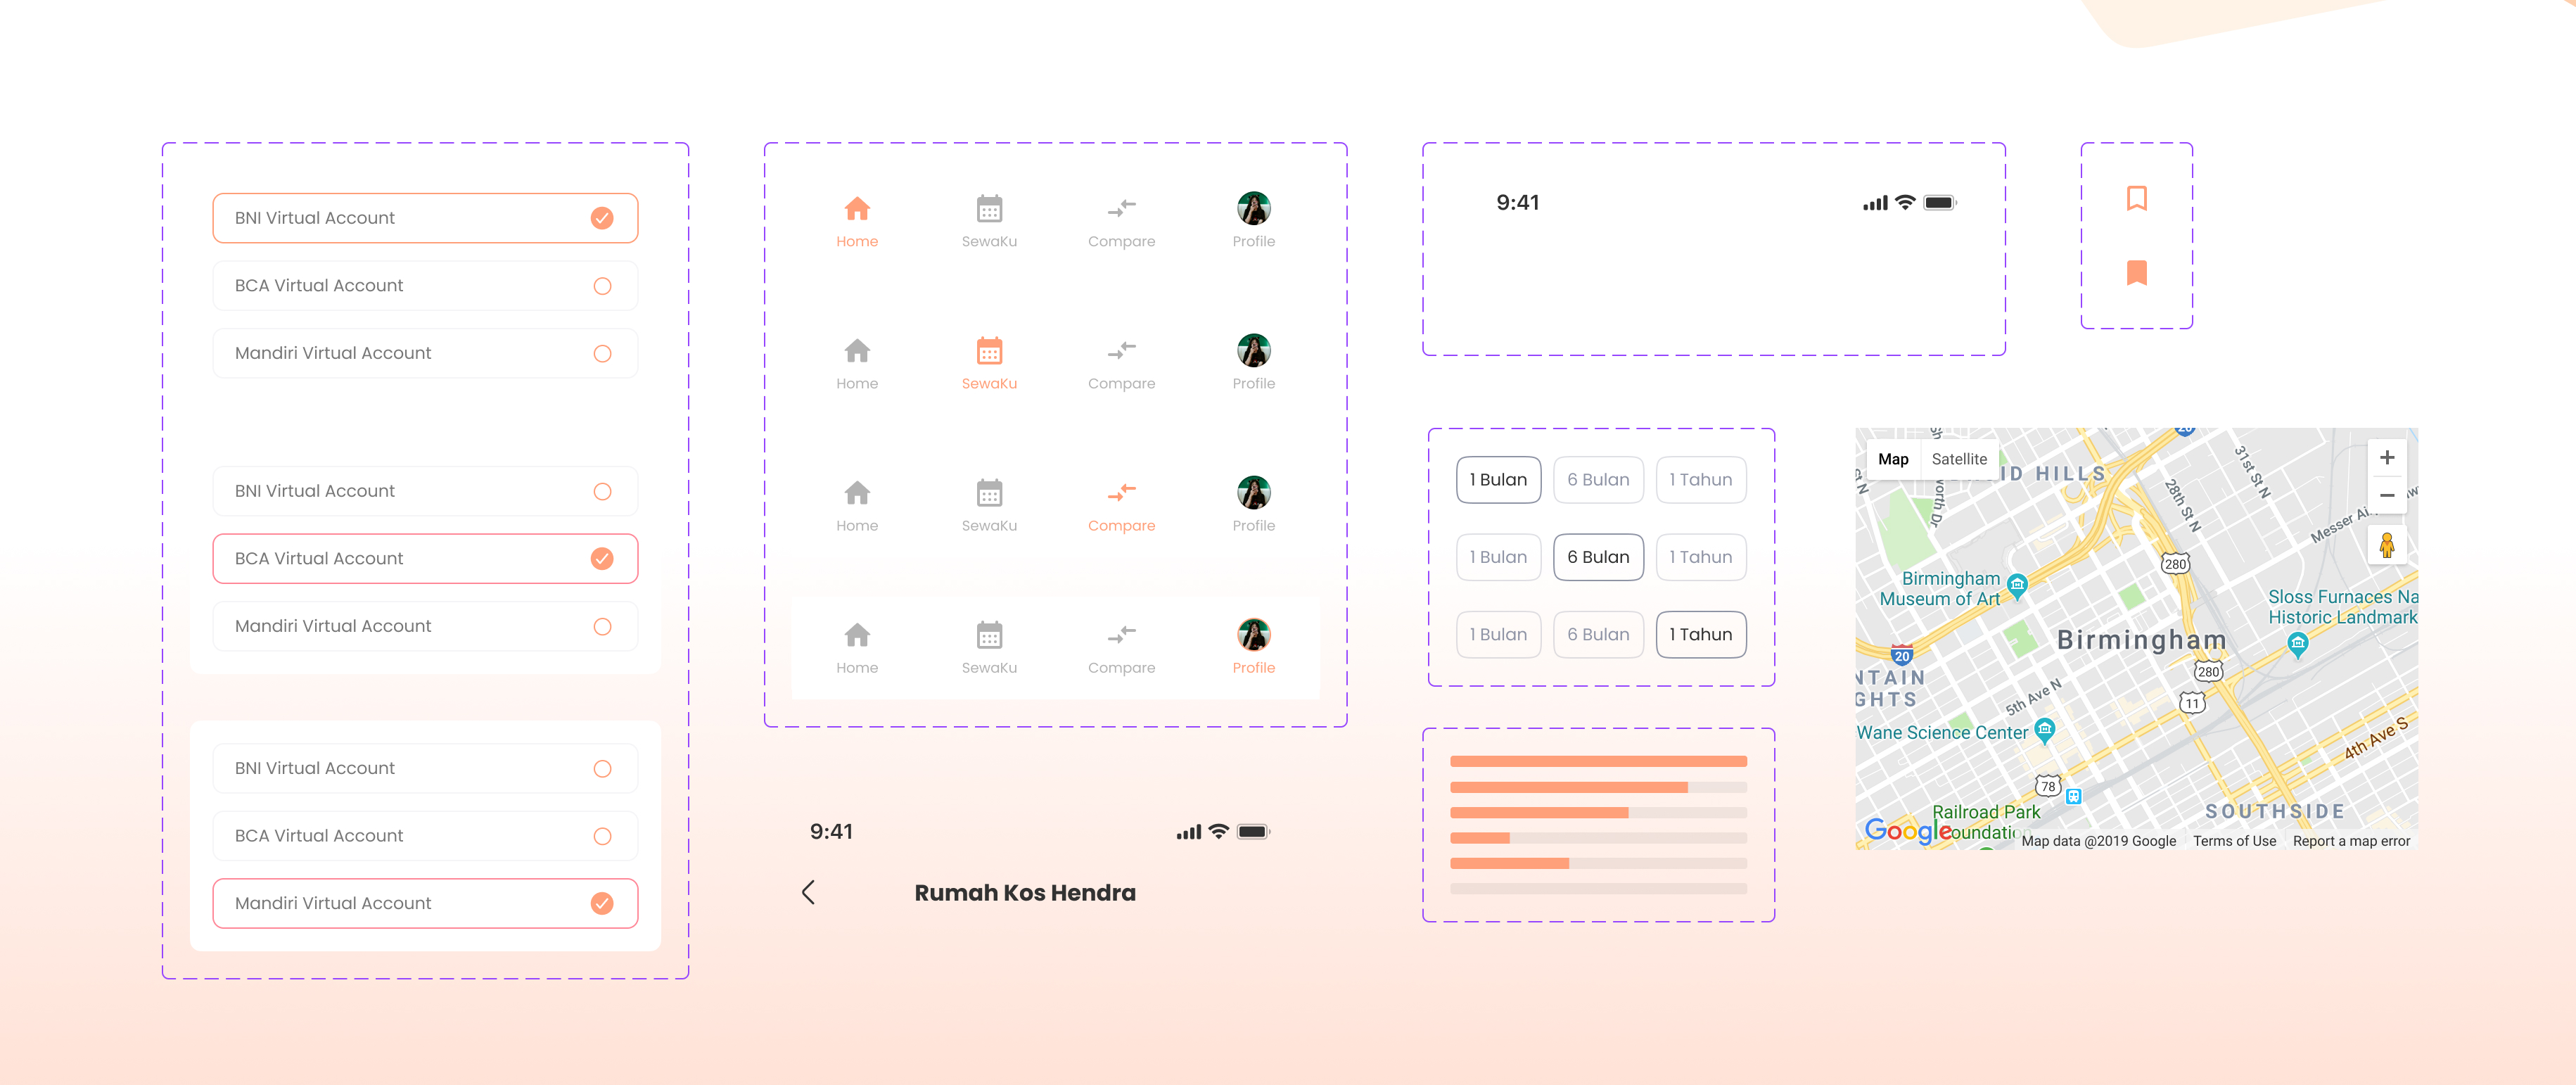 BNI Virtual Account
BCA Virtual Account
Mandiri Virtual Account
BNI Virtual Account
BCA Virtual Account
Mandiri Virtual Account
BNI Virtual Account
BCA Virtual Account
Mandiri Virtual Account
Home SewaKu Compare Profile
Home SewaKu Compare Profile
Home SewaKu Compare Profile
Home SewaKu Compare Profile
9:41
Rumah Kos Hendra
9:41
1 Bulan 6 Bulan 1 Tahun
1 Bulan 6 Bulan 1 Tahun
1 Bulan 6 Bulan 1 Tahun
Map Satellite
ID HILLS
31st St N
28th St N
worth Dr
St N
Messer Ai
20
280
Birmingham
Museum of Art
Sloss Furnaces Na
Historic Landmark
Birmingham
20
280
NTAIN
GHTS
11
5th Ave N
Wane Science Center
4th Ave S
78
Railroad Park
oundatio
SOUTHSIDE
Google
Map data @2019 Google Terms of Use Report a map error